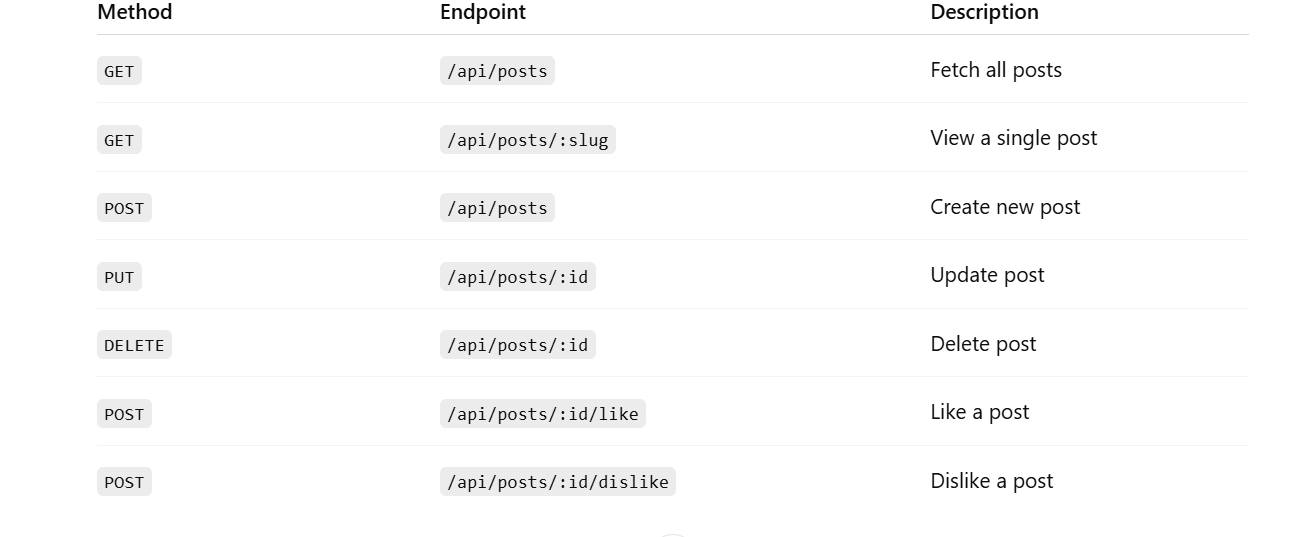 Method Endpoint Description
GET /api/posts Fetch all posts
GET /api/posts/:slug View a single post
POST /api/posts Create new post
PUT /api/posts/:id Update post
DELETE /api/posts/:id Delete post
POST /api/posts/:id/like Like a post
POST /api/posts/:id/dislike Dislike a post